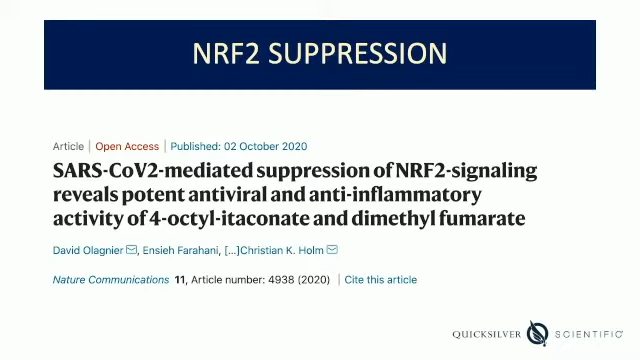 NRF2 SUPPRESSION
Article | Open Access | Published: 02 October 2020
SARS-CoV2-mediated suppression of NRF2-signaling
reveals potent antiviral and anti-inflammatory
activity of 4-octyl-itaconate and dimethyl fumarate
David Olagnier, Ensieh Farahani, [...]Christian K. Holm
Nature Communications 11, Article number: 4938 (2020) | Cite this article
QUICKSILVER SCIENTIFIC®